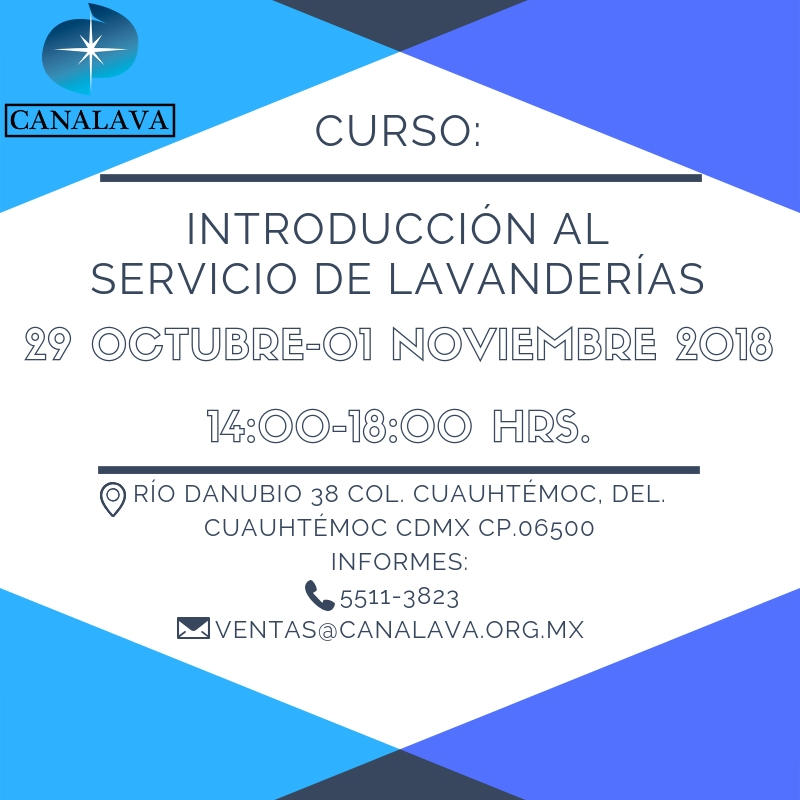 CANALAVA
CURSO:
INTRODUCCIÓN AL
SERVICIO DE LAVANDERÍAS
29 OCTUBRE-01 NOVIEMBRE 2018
14:00-18:00 HRS.
RÍO DANUBIO 38 COL. CUAUHTÉMOC, DEL.
CUAUHTÉMOC CDMX CP.06500
INFORMES:
5511-3823
VENTAS@CANALAVA.ORG.MX